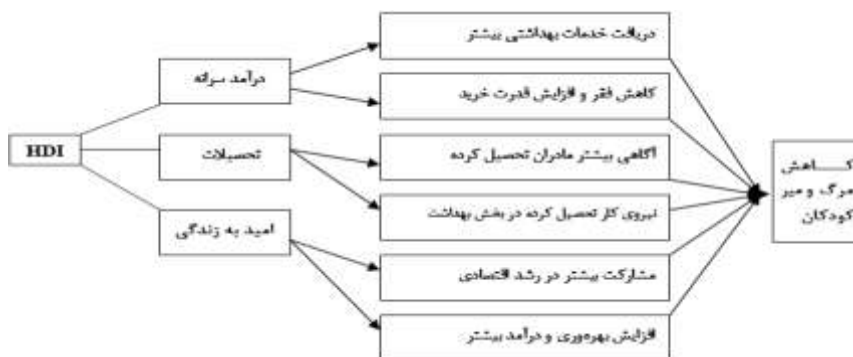 HDI
درآمد سرانه
تحصیلات
امید به زندگی
دریافت خدمات بهداشتی بیشتر
کاهش فقر و افزایش قدرت خرید
آگاهی بیشتر مادران تحصیل کرده
نیروی کار تحصیل کرده در بخش بهداشت
مشارکت بیشتر در رشد اقتصادی
افزایش بهره‌وری و درآمد بیشتر
کـــــاهش
مرگ و میر
کودکان